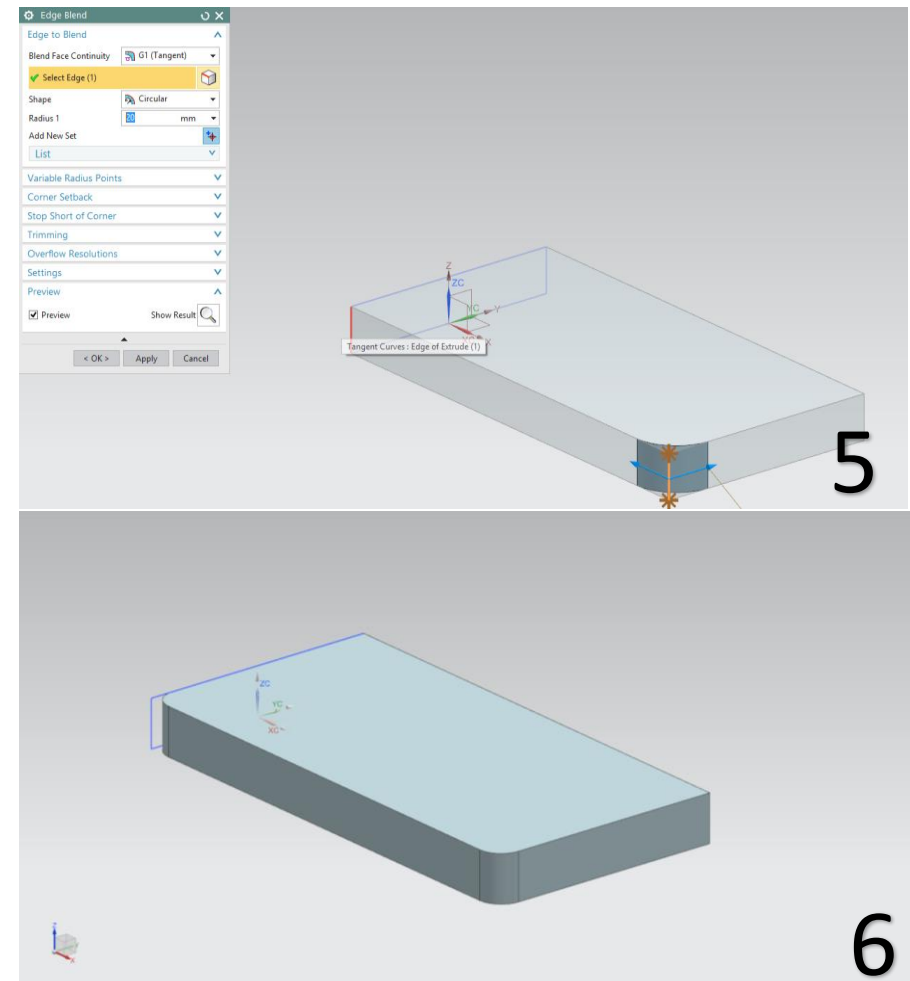 Edge Blend
Edge to Blend
Blend Face Continuity G1 (Tangent)
Select Edge (1)
Shape Circular
Radius 1 20 mm
Add New Set
List
Variable Radius Points
Corner Setback
Stop Short of Corner
Trimming
Overflow Resolutions
Settings
Preview
Preview Show Result
< OK > Apply Cancel
Z
ZC
YC Y
XC X
Tangent Curves : Edge of Extrude (1)
5
ZC
YC
XC
Z
X
6